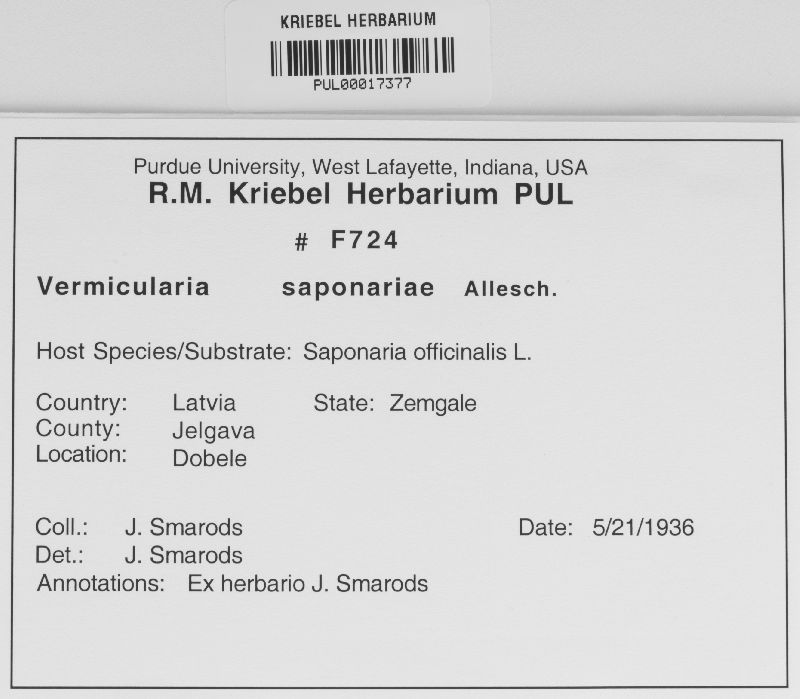 KRIEBEL HERBARIUM
PUL00017377
Purdue University, West Lafayette, Indiana, USA
R.M. Kriebel Herbarium PUL
# F724
Vermicularia saponariae Allesch.
Host Species/Substrate: Saponaria officinalis L.
Country: Latvia State: Zemgale
County: Jelgava
Location: Dobele
Coll.: J. Smarods Date: 5/21/1936
Det.: J. Smarods
Annotations: Ex herbario J. Smarods